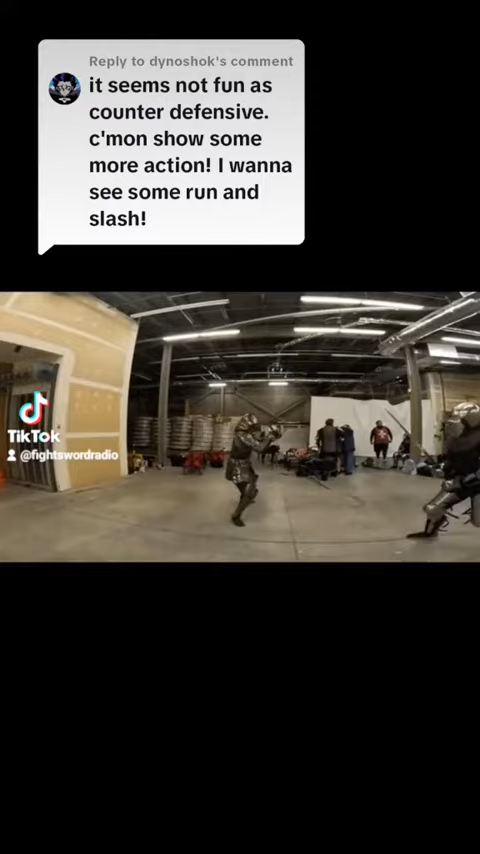 Reply to dynoshok's comment
it seems not fun as
counter defensive.
c'mon show some
more action! I wanna
see some run and
slash!
TikTok
@fightswordradio